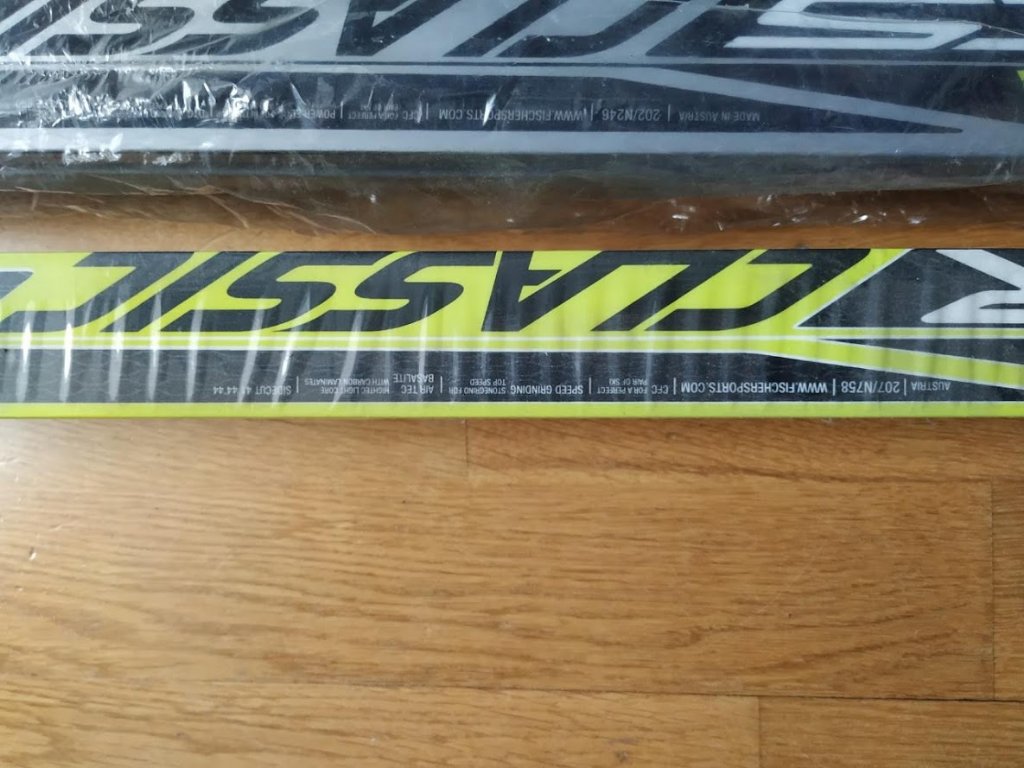 CLASSIC
MADE IN AUSTRIA | 202/N246 | WWW.FISCHERSPORTS.COM | CFC FOR A PERFECT PAIR OF SKI
CLASSIC
AUSTRIA | 207/N758 | WWW.FISCHERSPORTS.COM | CFC FOR A PERFECT PAIR OF SKI | SPEED GRINDING STONEGRIND FOR TOP SPEED | AIR TEC BASALITE HIGHTEC LIGHT CORE WITH CARBON LAMINATES | SIDECUT 41-44-44